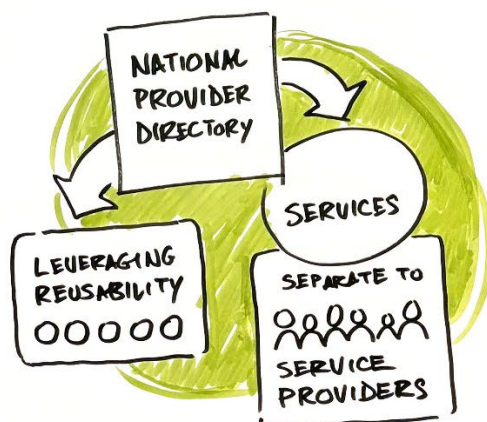 NATIONAL
PROVIDER
DIRECTORY
SERVICES
LEVERAGING
REUSABILITY
SEPARATE TO
SERVICE
PROVIDERS